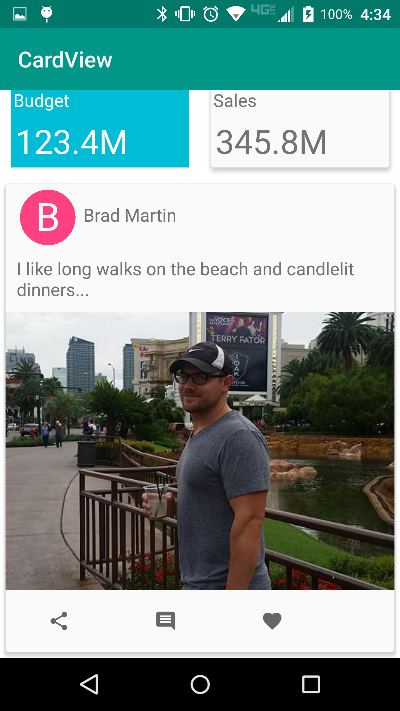 4G
100%
4:34
CardView
Budget
Sales
123.4M
345.8M
B
Brad Martin
I like long walks on the beach and candlelit
dinners...
THE VOICE
TERRY FATOR